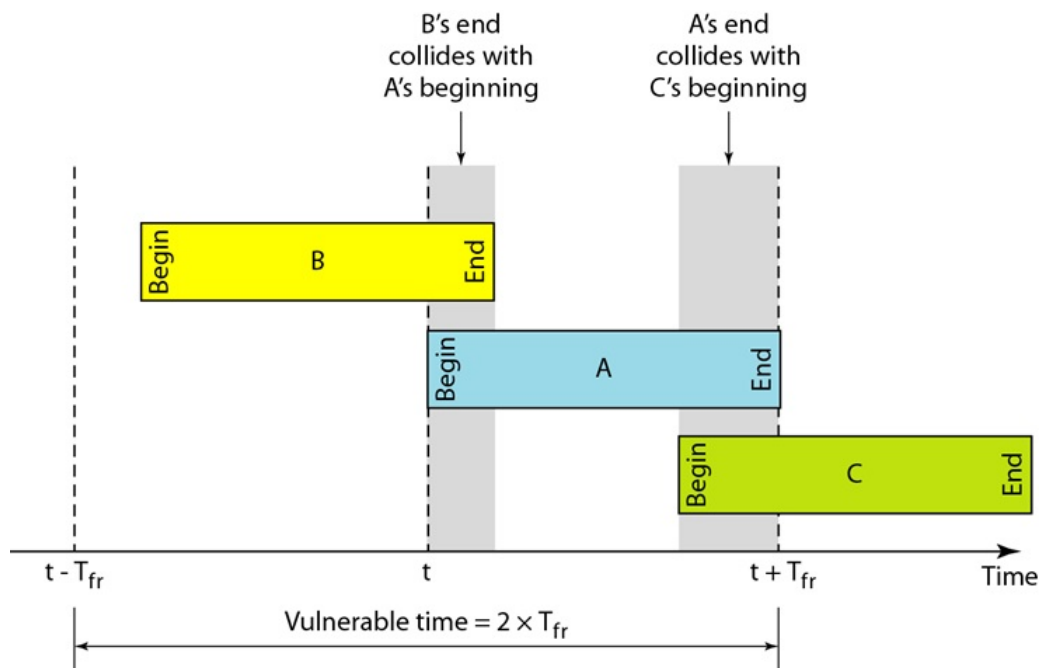 B’s end
collides with
A’s beginning
A’s end
collides with
C’s beginning
Begin
B
End
Begin
A
End
Begin
C
End
t - Tfr
t
t + Tfr
Time
Vulnerable time = 2 × Tfr